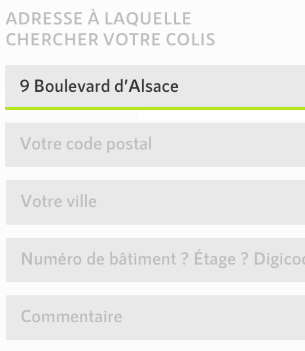 ADRESSE À LAQUELLE
CHERCHER VOTRE COLIS
9 Boulevard d’Alsace
Votre code postal
Votre ville
Numéro de bâtiment ? Étage ? Digicod
Commentaire